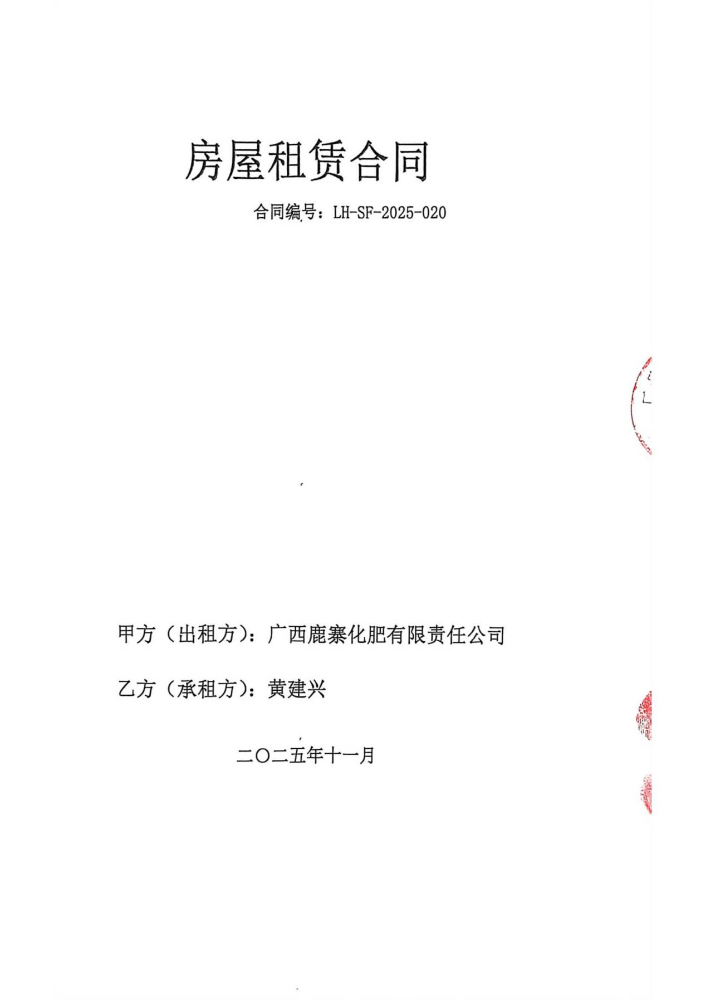 房屋租赁合同
合同编号：LH-SF-2025-020
甲方（出租方）：广西鹿寨化肥有限责任公司
乙方（承租方）：黄建兴
二〇二五年十一月